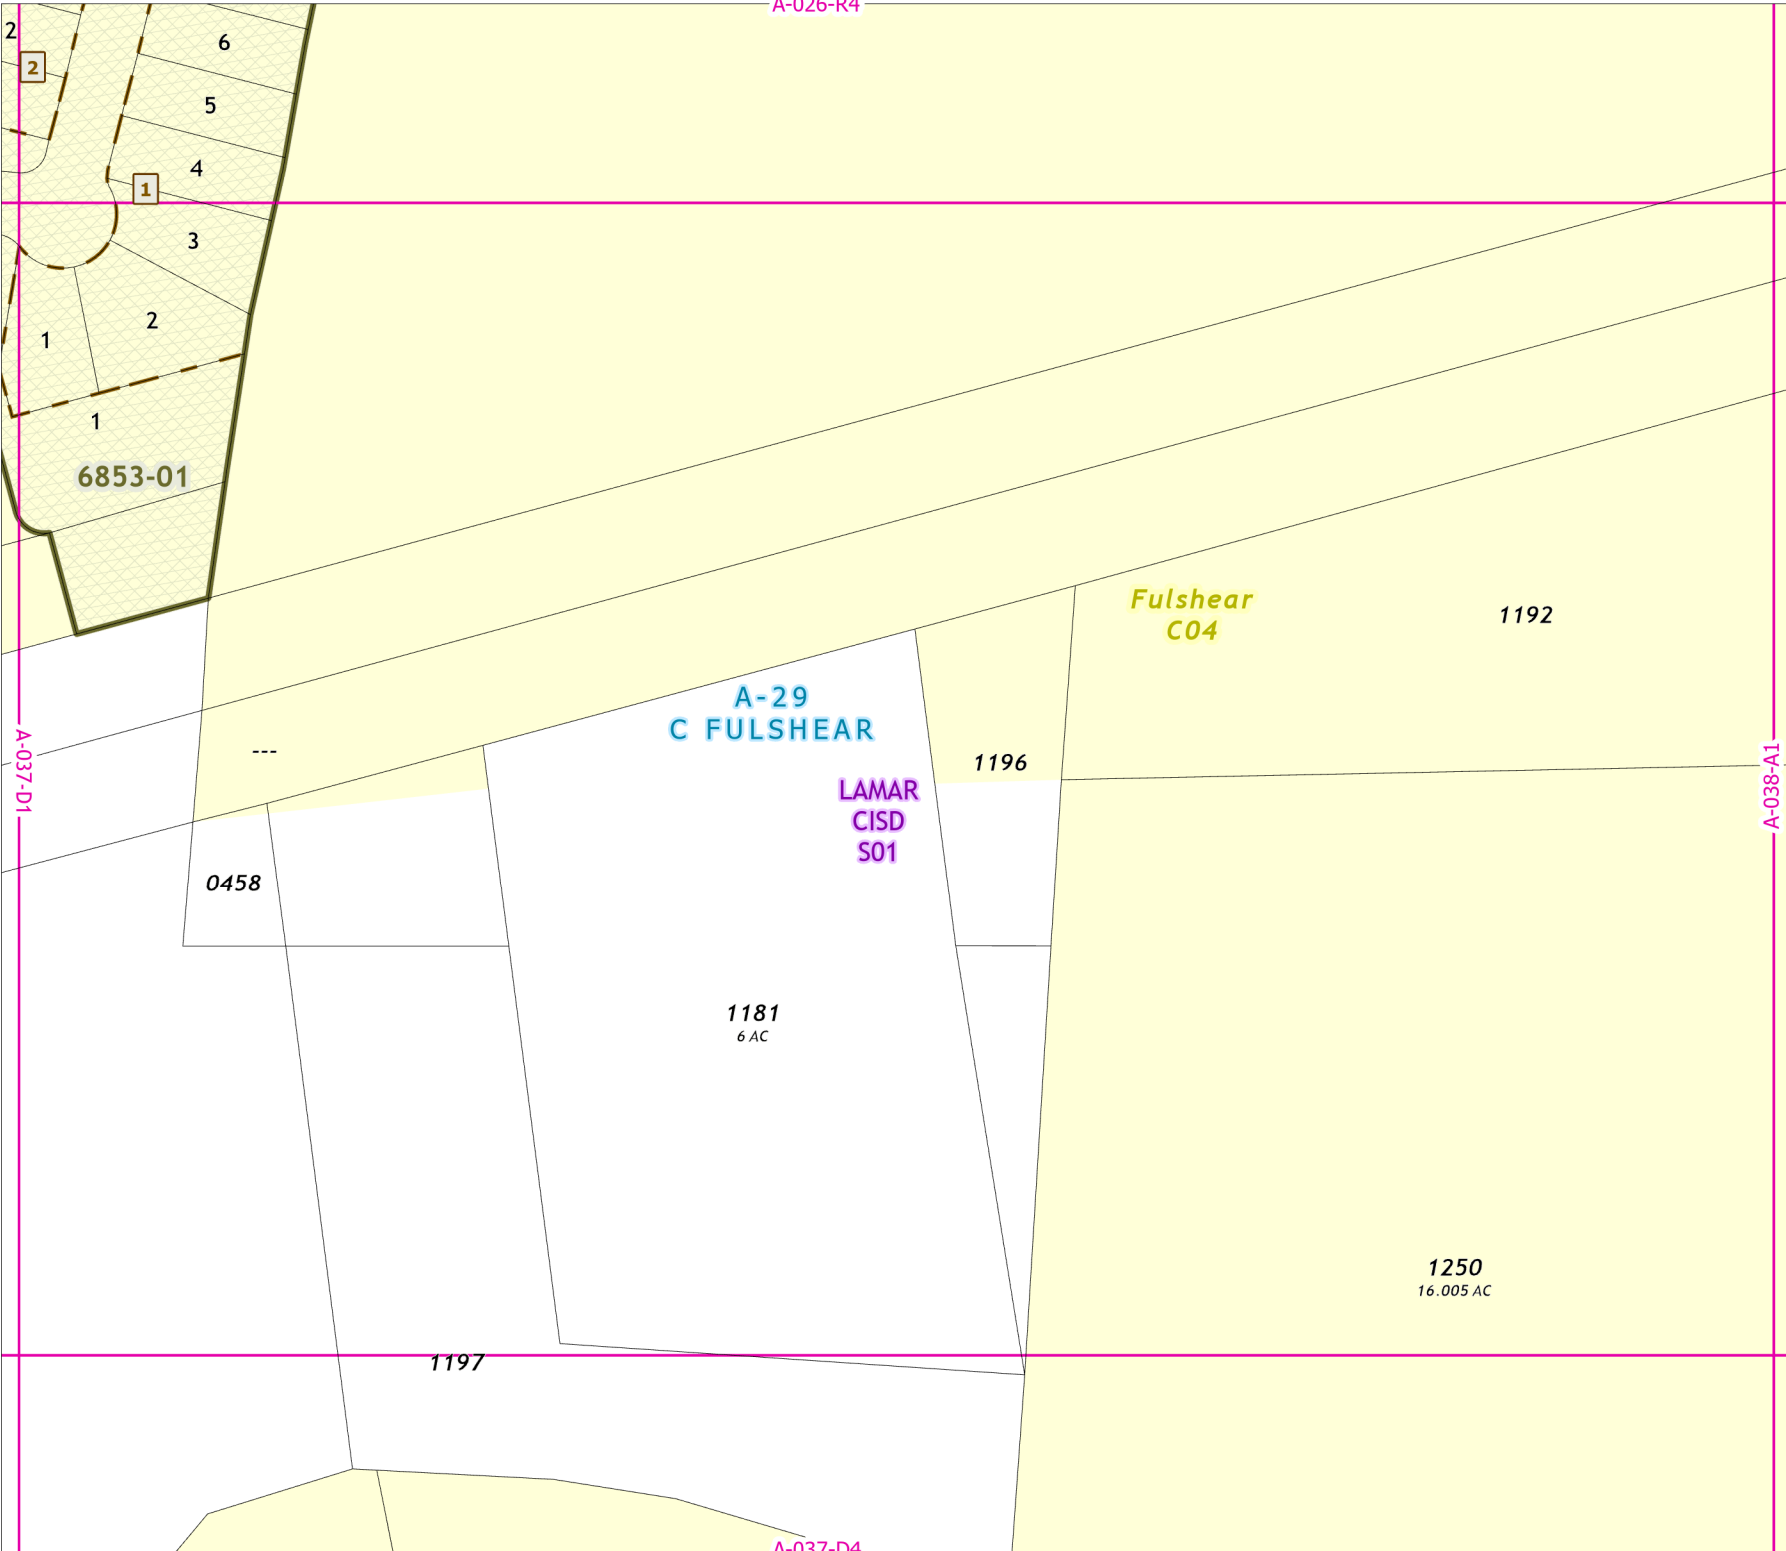 A-026-R4
2
6
2
5
4
1
3
2
1
1
6853-01
Fulshear
C04
1192
A-29
C FULSHEAR
---
1196
A-037-D1
A-038-A1
LAMAR
CISD
S01
0458
1181
6 AC
1250
16.005 AC
1197
A-037-D4